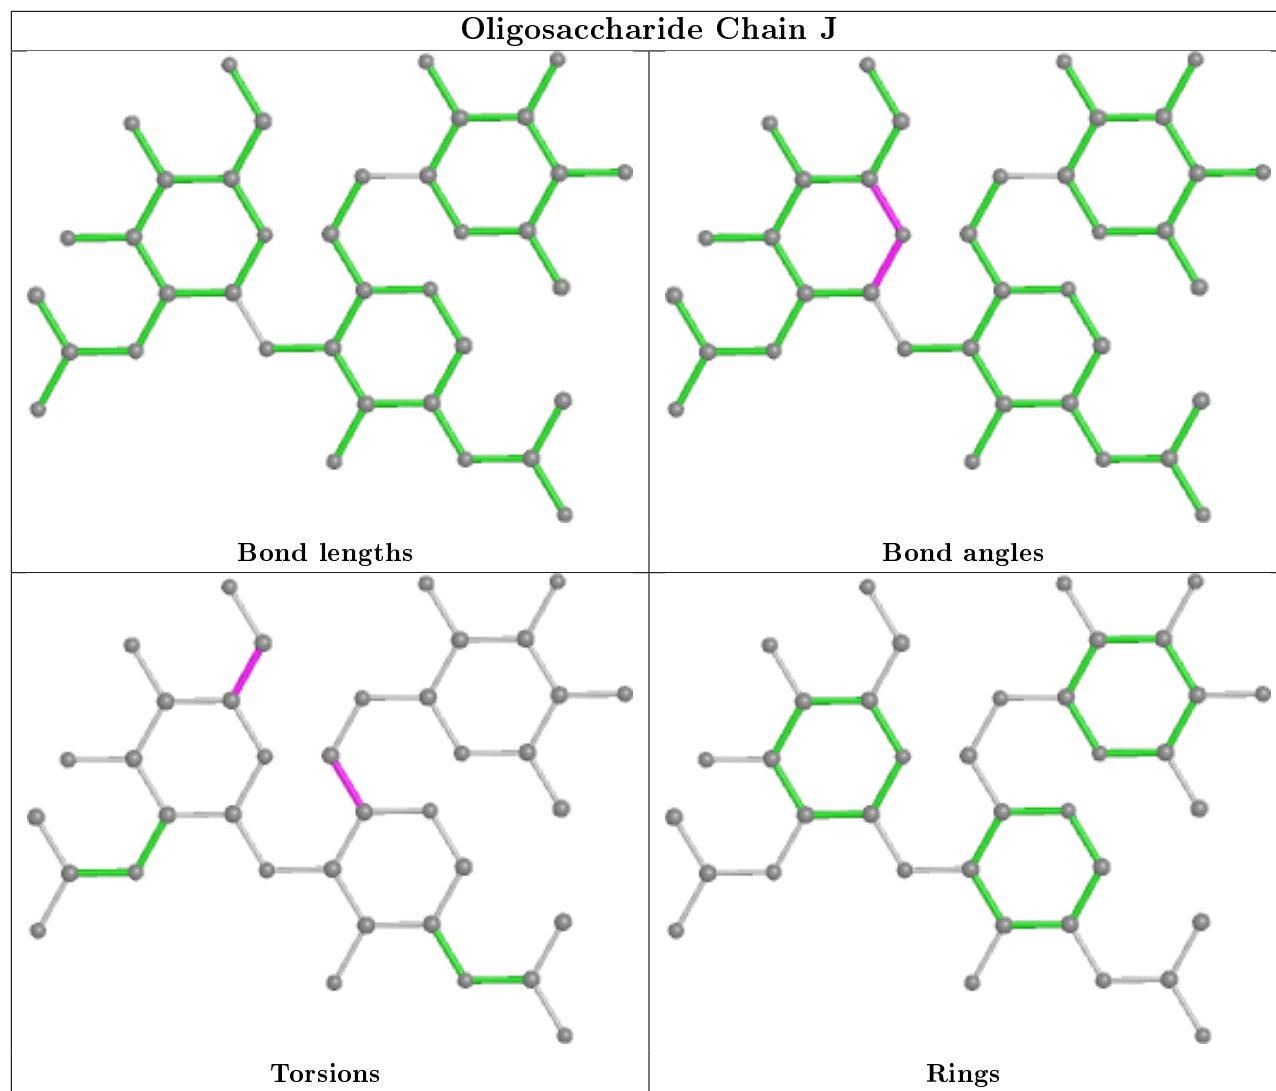 Oligosaccharide Chain J
Bond lengths
Bond angles
Torsions
Rings